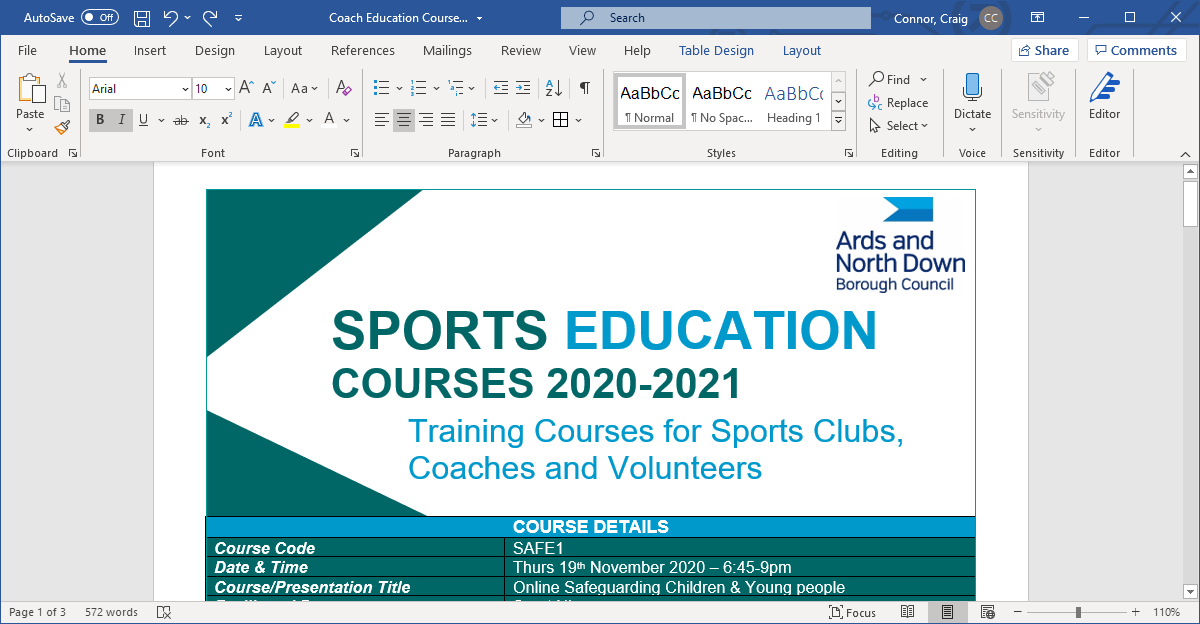 AutoSave Off Coach Education Course... Search Connor, Craig CC
File Home Insert Design Layout References Mailings Review View Help Table Design Layout Share Comments
Paste
Clipboard
Arial 10 A A Aa A
B I U ab x2 x2 A A
Font
Paragraph
AaBbCc AaBbCc AaBbC
¶ Normal ¶ No Spac... Heading 1
Styles
Find
Replace
Select
Editing
Dictate
Voice
Sensitivity
Sensitivity
Editor
Editor
Ards and
North Down
Borough Council
SPORTS EDUCATION
COURSES 2020-2021
Training Courses for Sports Clubs,
Coaches and Volunteers
COURSE DETAILS
Course Code SAFE1
Date & Time Thurs 19th November 2020 – 6:45-9pm
Course/Presentation Title Online Safeguarding Children & Young people
Page 1 of 3 572 words Focus 110%